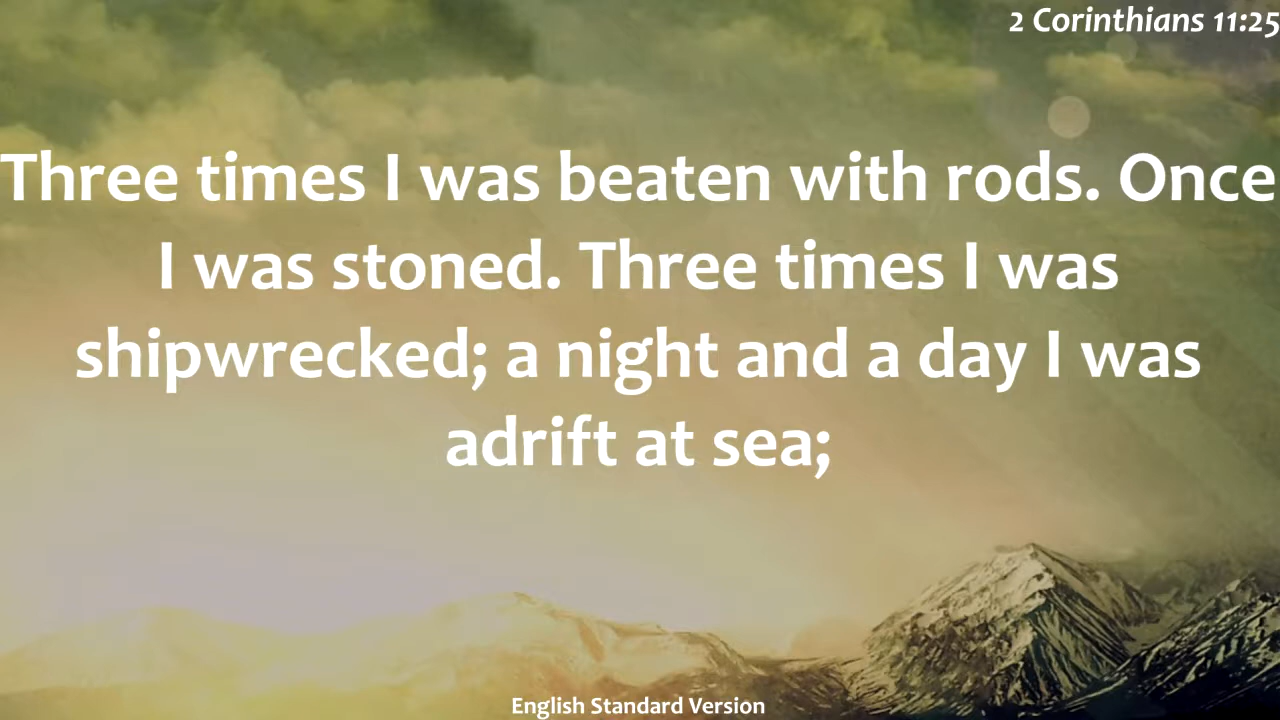 2 Corinthians 11:25
Three times I was beaten with rods. Once
I was stoned. Three times I was
shipwrecked; a night and a day I was
adrift at sea;
English Standard Version